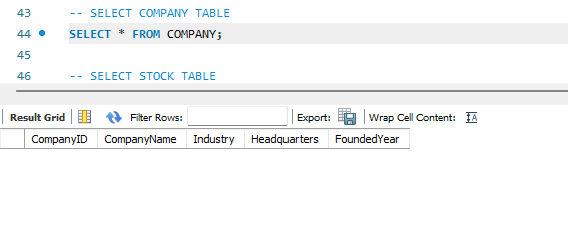 43 -- SELECT COMPANY TABLE
44 SELECT * FROM COMPANY;
45
46 -- SELECT STOCK TABLE
Result Grid Filter Rows: Export: Wrap Cell Content: IA
CompanyID CompanyName Industry Headquarters FoundedYear